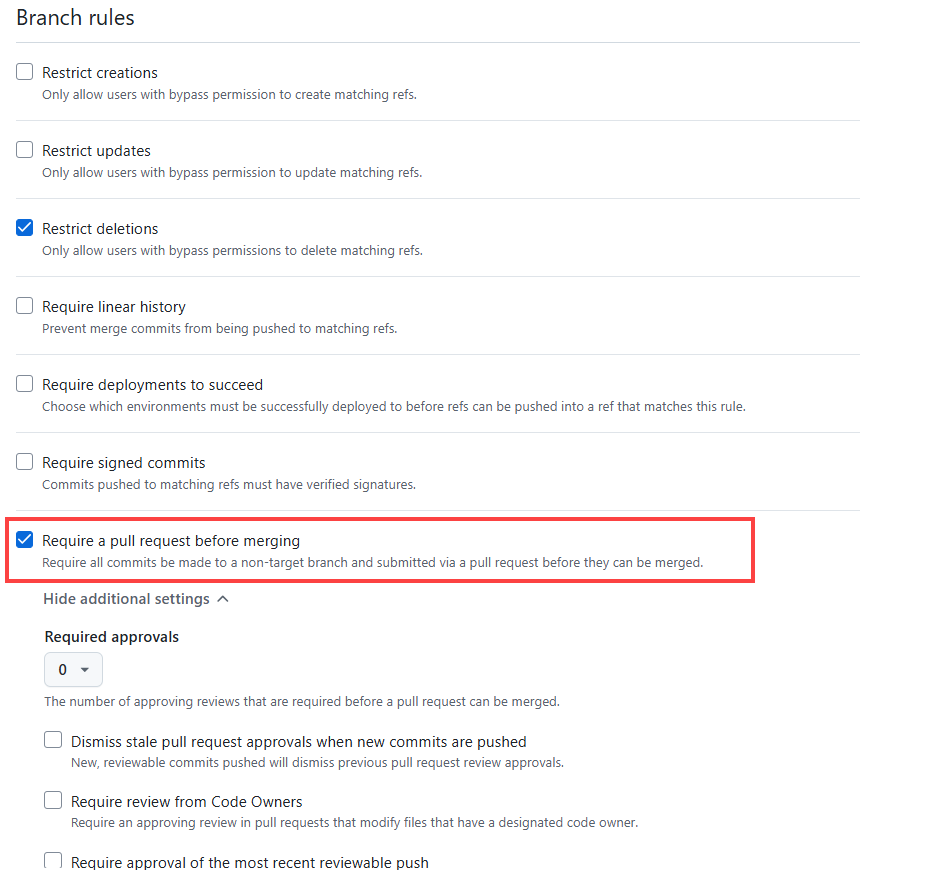 Branch rules
Restrict creations
Only allow users with bypass permission to create matching refs.
Restrict updates
Only allow users with bypass permission to update matching refs.
Restrict deletions
Only allow users with bypass permissions to delete matching refs.
Require linear history
Prevent merge commits from being pushed to matching refs.
Require deployments to succeed
Choose which environments must be successfully deployed to before refs can be pushed into a ref that matches this rule.
Require signed commits
Commits pushed to matching refs must have verified signatures.
Require a pull request before merging
Require all commits be made to a non-target branch and submitted via a pull request before they can be merged.
Hide additional settings
Required approvals
0
The number of approving reviews that are required before a pull request can be merged.
Dismiss stale pull request approvals when new commits are pushed
New, reviewable commits pushed will dismiss previous pull request review approvals.
Require review from Code Owners
Require an approving review in pull requests that modify files that have a designated code owner.
Require approval of the most recent reviewable push